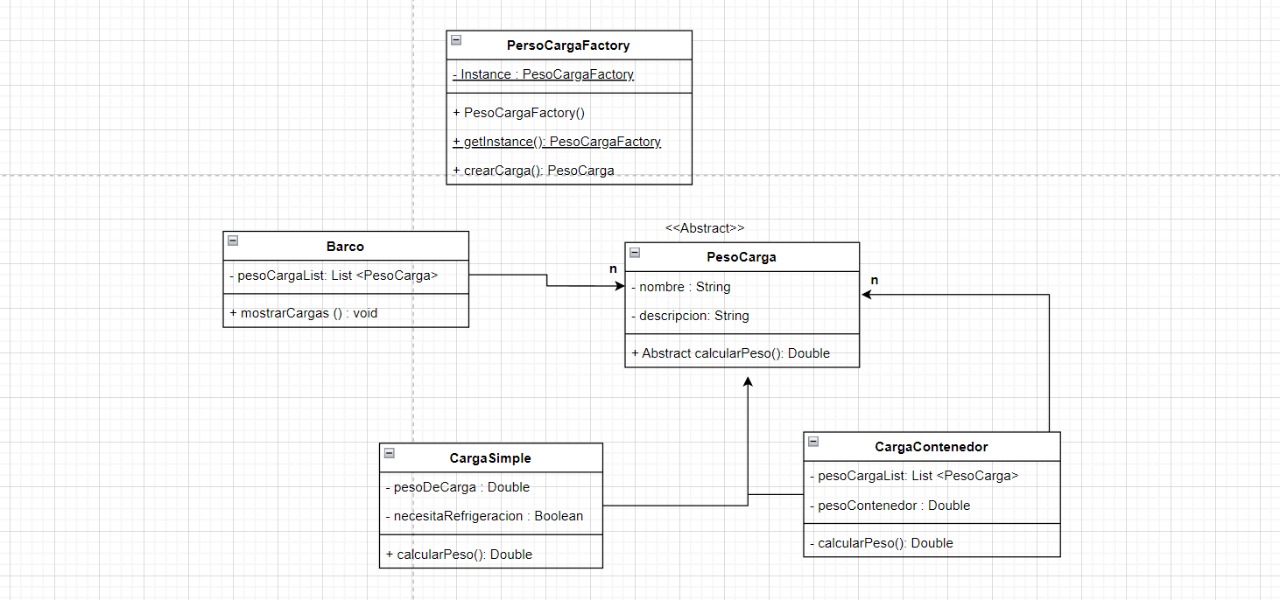 PersoCargaFactory
- Instance : PesoCargaFactory
+ PesoCargaFactory()
+ getInstance(): PesoCargaFactory
+ crearCarga(): PesoCarga
<<Abstract>>
Barco
- pesoCargaList: List <PesoCarga>
+ mostrarCargas () : void
n
PesoCarga
- nombre : String
- descripcion: String
+ Abstract calcularPeso(): Double
n
CargaSimple
- pesoDeCarga : Double
- necesitaRefrigeracion : Boolean
+ calcularPeso(): Double
CargaContenedor
- pesoCargaList: List <PesoCarga>
- pesoContenedor : Double
- calcularPeso(): Double